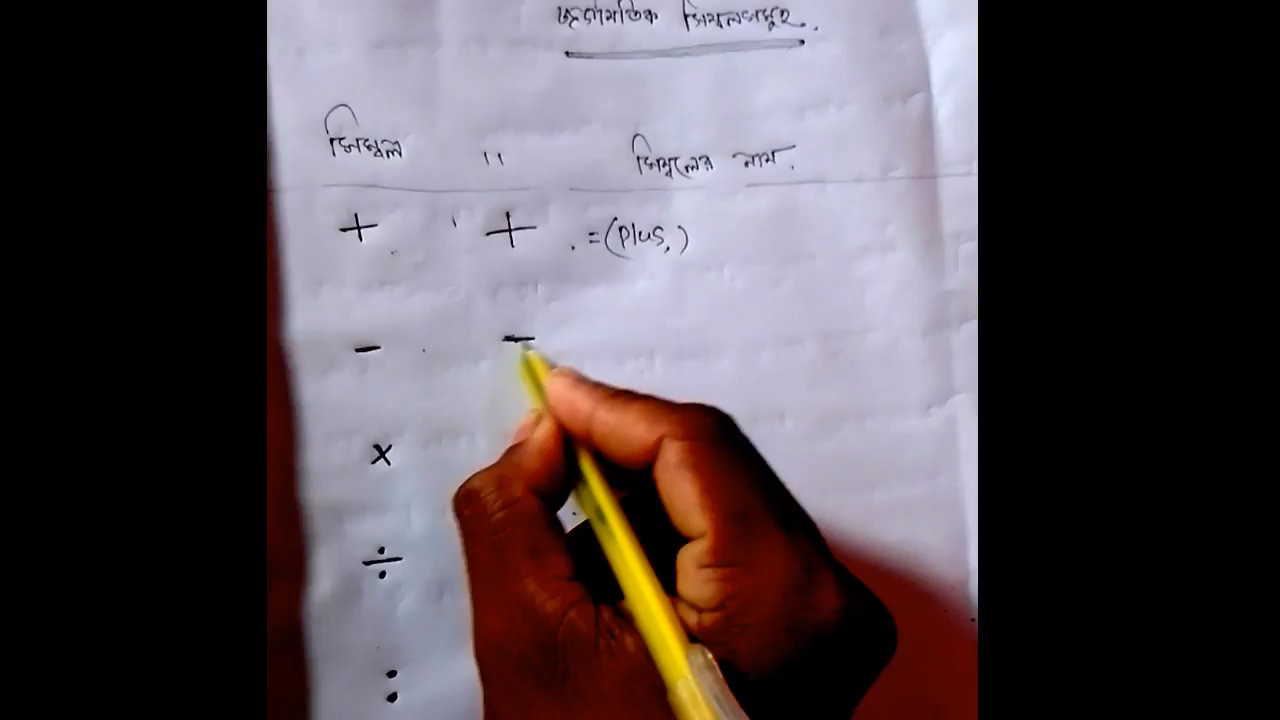 জ্যামিতিক সিম্বলসমূহ.
সিম্বল " সিম্বলের নাম.
+ + =(Plus,)
- -
×
÷
: